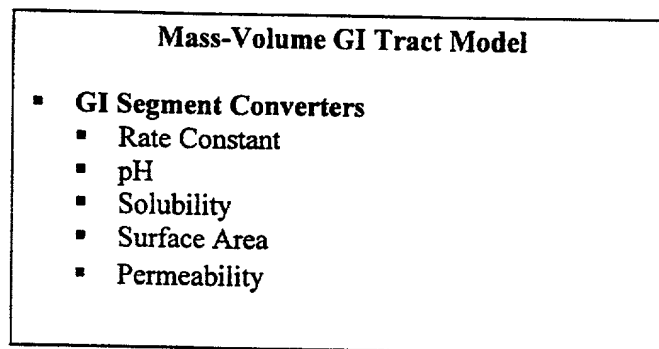 Mass-Volume GI Tract Model
▪ GI Segment Converters
▪ Rate Constant
▪ pH
▪ Solubility
▪ Surface Area
▪ Permeability